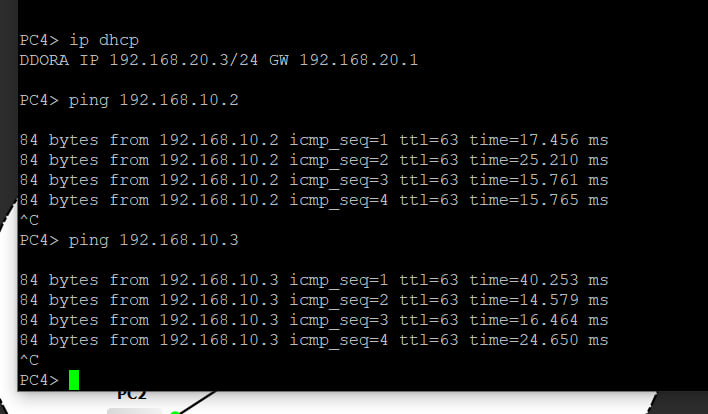 PC4> ip dhcp
DDORA IP 192.168.20.3/24 GW 192.168.20.1
PC4> ping 192.168.10.2
84 bytes from 192.168.10.2 icmp_seq=1 ttl=63 time=17.456 ms
84 bytes from 192.168.10.2 icmp_seq=2 ttl=63 time=25.210 ms
84 bytes from 192.168.10.2 icmp_seq=3 ttl=63 time=15.761 ms
84 bytes from 192.168.10.2 icmp_seq=4 ttl=63 time=15.765 ms
^C
PC4> ping 192.168.10.3
84 bytes from 192.168.10.3 icmp_seq=1 ttl=63 time=40.253 ms
84 bytes from 192.168.10.3 icmp_seq=2 ttl=63 time=14.579 ms
84 bytes from 192.168.10.3 icmp_seq=3 ttl=63 time=16.464 ms
84 bytes from 192.168.10.3 icmp_seq=4 ttl=63 time=24.650 ms
^C
PC4>
PC2